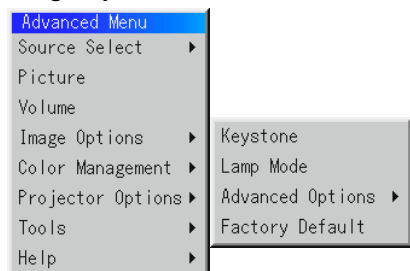 Advanced Menu
Source Select
Picture
Volume
Image Options
Color Management
Projector Options
Tools
Help
Keystone
Lamp Mode
Advanced Options
Factory Default